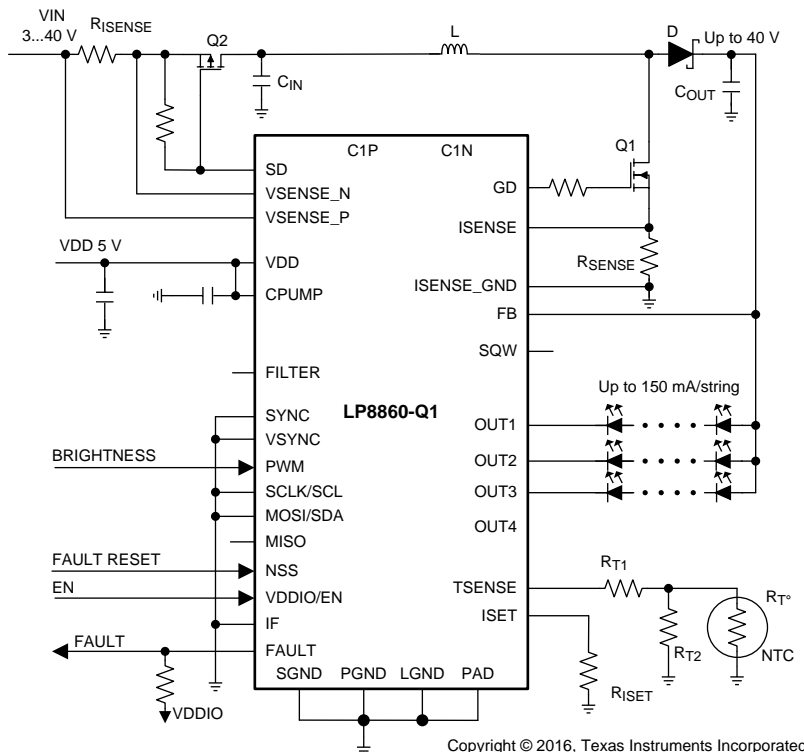 VIN
3...40 V
RISENSE
Q2
CIN
L
D
Up to 40 V
COUT
Q1
C1P
C1N
SD
VSENSE_N
VSENSE_P
GD
ISENSE
RSENSE
VDD 5 V
VDD
CPUMP
ISENSE_GND
FB
SQW
FILTER
LP8860-Q1
Up to 150 mA/string
SYNC
VSYNC
BRIGHTNESS
PWM
SCLK/SCL
MOSI/SDA
MISO
OUT1
OUT2
OUT3
OUT4
FAULT RESET
NSS
EN
VDDIO/EN
IF
FAULT
FAULT
VDDIO
TSENSE
ISET
RT1
RT2
RT°
NTC
RISET
SGND
PGND
LGND
PAD
Copyright © 2016, Texas Instruments Incorporated